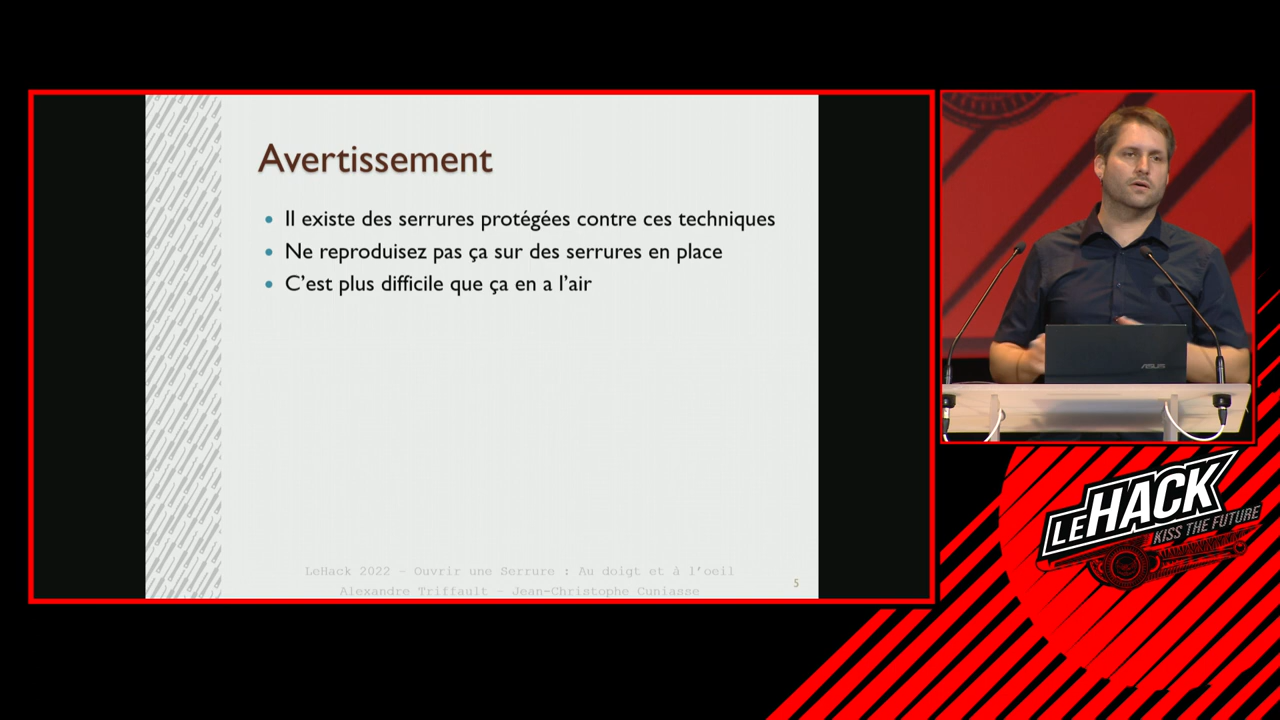 Avertissement
Il existe des serrures protégées contre ces techniques
Ne reproduisez pas ça sur des serrures en place
C'est plus difficile que ça en a l'air
LeHack 2022 - Ouvrir une Serrure : Au doigt et à l'oeil
Alexandre Triffault - Jean-Christophe Cuniasse
5
ASUS
LEHACK
KISS THE FUTURE